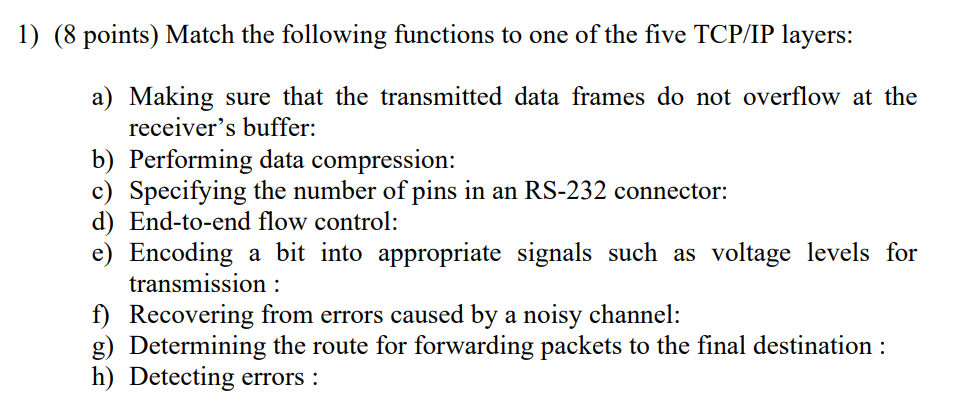 1) (8 points) Match the following functions to one of the five TCP/IP layers:
a) Making sure that the transmitted data frames do not overflow at the
receiver's buffer:
b) Performing data compression:
c) Specifying the number of pins in an RS-232 connector:
d) End-to-end flow control:
e) Encoding a bit into appropriate signals such as voltage levels for
transmission :
f) Recovering from errors caused by a noisy channel:
g) Determining the route for forwarding packets to the final destination :
h) Detecting errors :